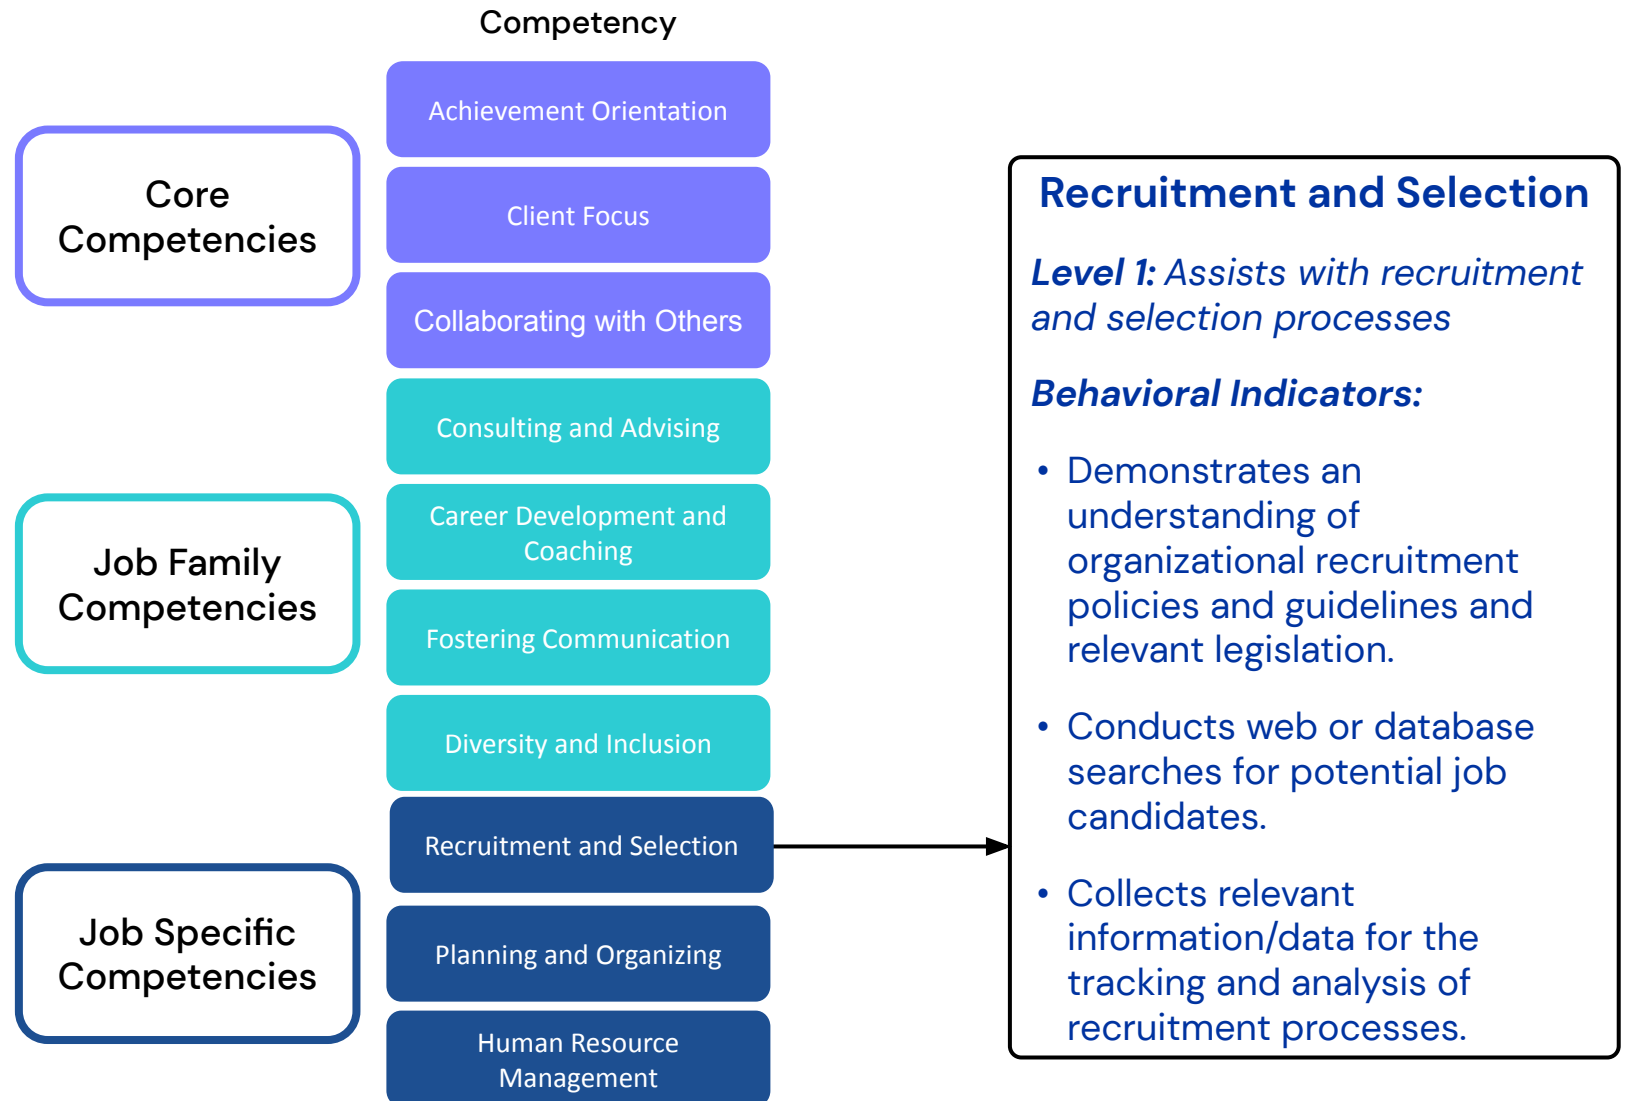 Competency
Core
Competencies
Achievement Orientation
Client Focus
Collaborating with Others
Job Family
Competencies
Consulting and Advising
Career Development and
Coaching
Fostering Communication
Diversity and Inclusion
Job Specific
Competencies
Recruitment and Selection
Planning and Organizing
Human Resource
Management
Recruitment and Selection
Level 1: Assists with recruitment
and selection processes
Behavioral Indicators:
• Demonstrates an
understanding of
organizational recruitment
policies and guidelines and
relevant legislation.
• Conducts web or database
searches for potential job
candidates.
• Collects relevant
information/data for the
tracking and analysis of
recruitment processes.